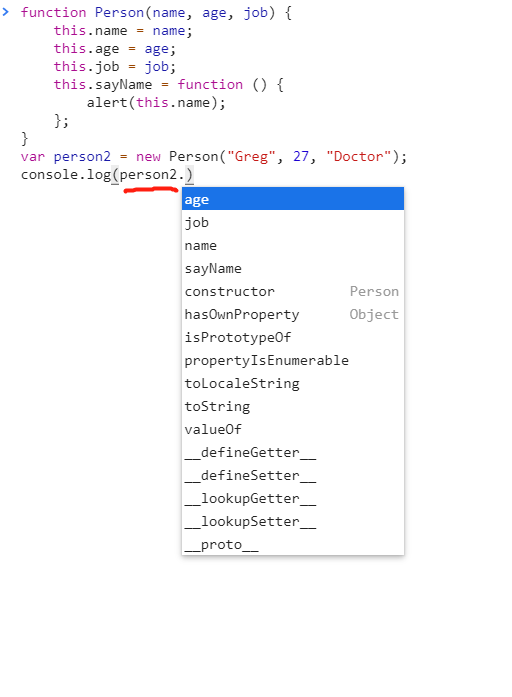 > function Person(name, age, job) {
this.name = name;
this.age = age;
this.job = job;
this.sayName = function () {
alert(this.name);
};
}
var person2 = new Person("Greg", 27, "Doctor");
console.log(person2.)
age
job
name
sayName
constructor Person
hasOwnProperty Object
isPrototypeOf
propertyIsEnumerable
toLocaleString
toString
valueOf
__defineGetter__
__defineSetter__
__lookupGetter__
__lookupSetter__
__proto__